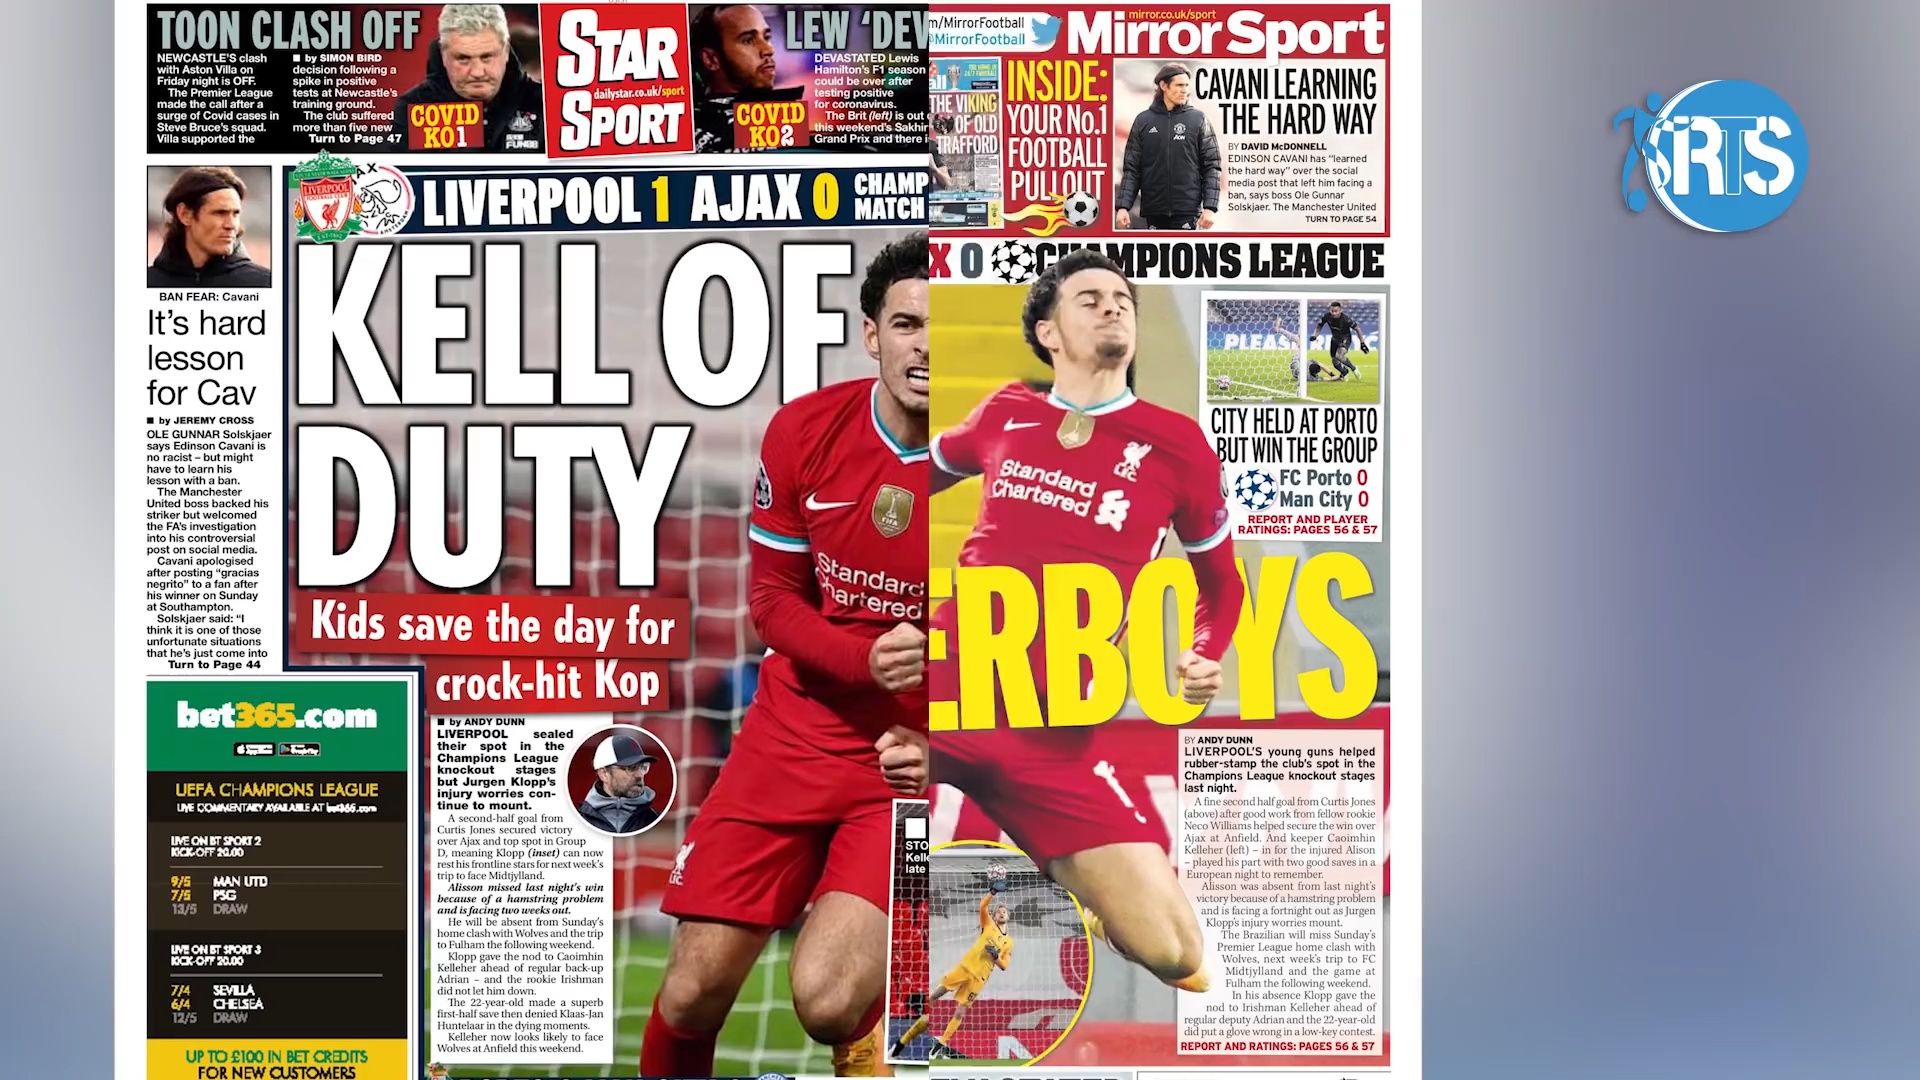 TOON CLASH OFF
NEWCASTLE'S clash
with Aston Villa on
Friday night is OFF.
The Premier League
made the call after a
surge of Covid cases in
Steve Bruce's squad.
Villa supported the
■ by SIMON BIRD
decision following a
spike in positive
tests at Newcastle's
training ground.
The club suffered
more than five new
Turn to Page 47
COVID
KO1
STAR
dailystar.co.uk/sport
SPORT
COVID
KO2
LEW 'DEV
DEVASTATED Lewis
Hamilton's F1 season
could be over after
testing positive
for coronavirus.
The Brit (left) is out
this weekend's Sakhir
Grand Prix and there
BAN FEAR: Cavani
It's hard
lesson
for Cav
■ by JEREMY CROSS
OLE GUNNAR Solskjaer
says Edinson Cavani is
no racist – but might
have to learn his
lesson with a ban.
The Manchester
United boss backed his
striker but welcomed
the FA's investigation
into his controversial
post on social media.
Cavani apologised
after posting "gracias
negrito" to a fan after
his winner on Sunday
at Southampton.
Solskjaer said: "I
think it is one of those
unfortunate situations
that he's just come into
Turn to Page 44
bet365.com
UEFA CHAMPIONS LEAGUE
LIVE COMMENTARY AVAILABLE AT bet365.com
LIVE ON BT SPORT 2
KICK-OFF 20.00
9/5 MAN UTD
7/5 PSG
13/5 DRAW
LIVE ON BT SPORT 3
KICK-OFF 20.00
7/4 SEVILLA
6/4 CHELSEA
12/5 DRAW
UP TO £100 IN BET CREDITS
FOR NEW CUSTOMERS
LIVERPOOL
FOOTBALL CLUB
AJAX
LIVERPOOL 1 AJAX 0
CHAMP
MATCH
KELL OF
DUTY
Kids save the day for
crock-hit Kop
■ by ANDY DUNN
LIVERPOOL sealed
their spot in the
Champions League
knockout stages
but Jurgen Klopp's
injury worries con-
tinue to mount.
A second-half goal from
Curtis Jones secured victory
over Ajax and top spot in Group
D, meaning Klopp (inset) can now
rest his frontline stars for next week's
trip to face Midtjylland.
Alisson missed last night's win
because of a hamstring problem
and is facing two weeks out.
He will be absent from Sunday's
home clash with Wolves and the trip
to Fulham the following weekend.
Klopp gave the nod to Caoimhin
Kelleher ahead of regular back-up
Adrian – and the rookie Irishman
did not let him down.
The 22-year-old made a superb
first-half save then denied Klaas-Jan
Huntelaar in the dying moments.
Kelleher now looks likely to face
Wolves at Anfield this weekend.
Standard
Chartered
FIFA
LFC
STO
Kelle
late
m/MirrorFootball
@MirrorFootball
mirror.co.uk/sport
Mirror Sport
THE VIKING
OF OLD
TRAFFORD
INSIDE:
YOUR No.1
FOOTBALL
PULLOUT
CAVANI LEARNING
THE HARD WAY
BY DAVID McDONNELL
EDINSON CAVANI has "learned
the hard way" over the social
media post that left him facing a
ban, says boss Ole Gunnar
Solskjaer. The Manchester United
TURN TO PAGE 54
X 0 CHAMPIONS LEAGUE
CITY HELD AT PORTO
BUT WIN THE GROUP
FC Porto 0
Man City 0
REPORT AND PLAYER
RATINGS: PAGES 56 & 57
Standard
Chartered
L.F.C.
ERBOYS
BY ANDY DUNN
LIVERPOOL'S young guns helped
rubber-stamp the club's spot in the
Champions League knockout stages
last night.
A fine second half goal from Curtis Jones
(above) after good work from fellow rookie
Neco Williams helped secure the win over
Ajax at Anfield. And keeper Caoimhin
Kelleher (left) – in for the injured Alison
– played his part with two good saves in a
European night to remember.
Alisson was absent from last night's
victory because of a hamstring problem
and is facing a fortnight out as Jurgen
Klopp's injury worries mount.
The Brazilian will miss Sunday's
Premier League home clash with
Wolves, next week's trip to FC
Midtjylland and the game at
Fulham the following weekend.
In his absence Klopp gave the
nod to Irishman Kelleher ahead of
regular deputy Adrian and the 22-year-old
did put a glove wrong in a low-key contest.
REPORT AND RATINGS: PAGES 56 & 57
RTS